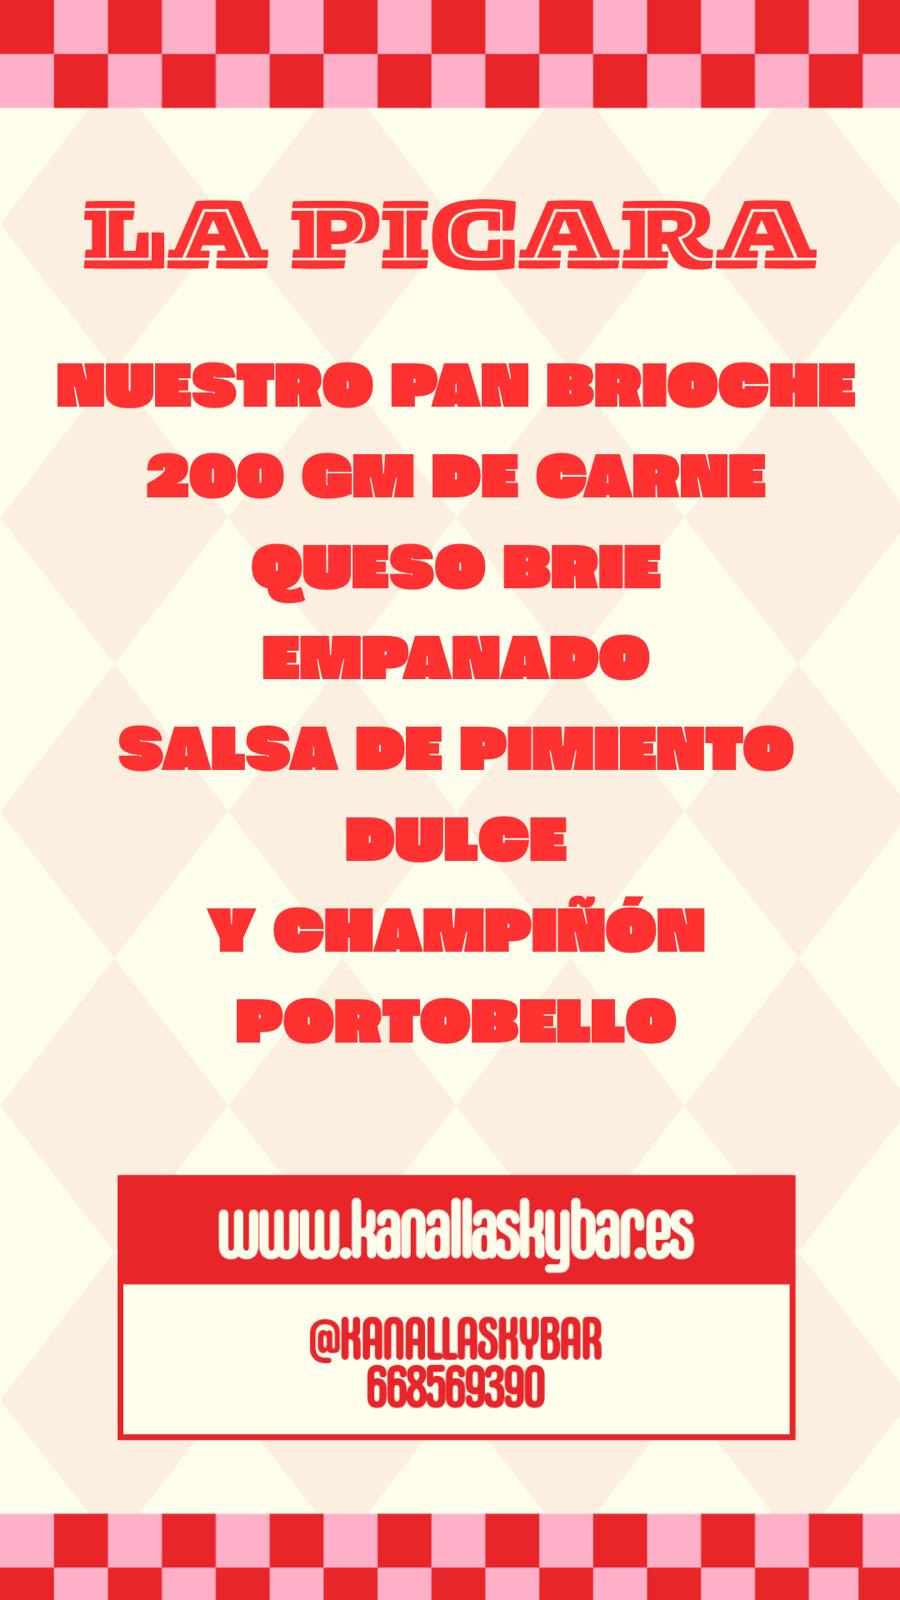 LA PICARA
NUESTRO PAN BRIOCHE
200 GM DE CARNE
QUESO BRIE
EMPANADO
SALSA DE PIMIENTO
DULCE
Y CHAMPIÑÓN
PORTOBELLO
www.kanallaskybar.es
@KANALLASKYBAR
668569390